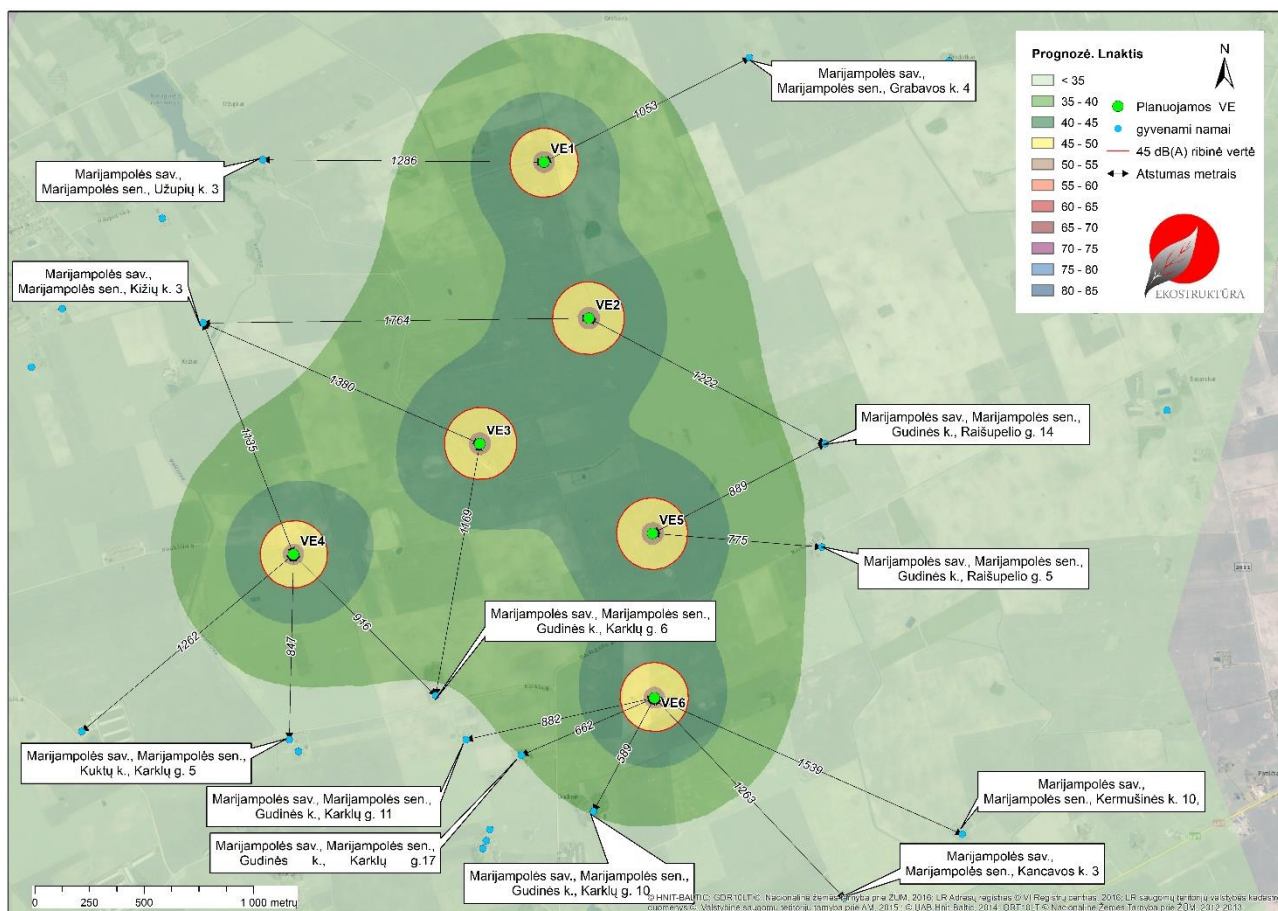 Prognozė. Lnaktis
< 35
35 - 40
40 - 45
45 - 50
50 - 55
55 - 60
60 - 65
65 - 70
70 - 75
75 - 80
80 - 85
N
Planuojamos VE
gyvenami namai
45 dB(A) ribinė vertė
Atstumas metrais
EKOSTRUKTŪRA
Marijampolės sav.,
Marijampolės sen., Grabavos k. 4
1053
VE1
1286
Marijampolės sav.,
Marijampolės sen., Užupių k. 3
Marijampolės sav.,
Marijampolės sen., Kižių k. 3
1764
VE2
1380
1222
1135
VE3
Marijampolės sav., Marijampolės sen.,
Gudinės k., Raišupelio g. 14
889
1169
VE5
775
VE4
Marijampolės sav., Marijampolės sen.,
Gudinės k., Raišupelio g. 5
916
1262
847
Marijampolės sav., Marijampolės sen.,
Gudinės k., Karklų g. 6
VE6
882
662
589
1263
1539
Marijampolės sav., Marijampolės sen.,
Kuktų k., Karklų g. 5
Marijampolės sav., Marijampolės sen.,
Gudinės k., Karklų g. 11
Marijampolės sav., Marijampolės sen.,
Gudinės k., Karklų g.17
Marijampolės sav., Marijampolės sen.,
Gudinės k., Karklų g. 10
Marijampolės sav.,
Marijampolės sen., Kermušinės k. 10,
Marijampolės sav.,
Marijampolės sen., Kancavos k. 3
0 250 500 1 000 metrų